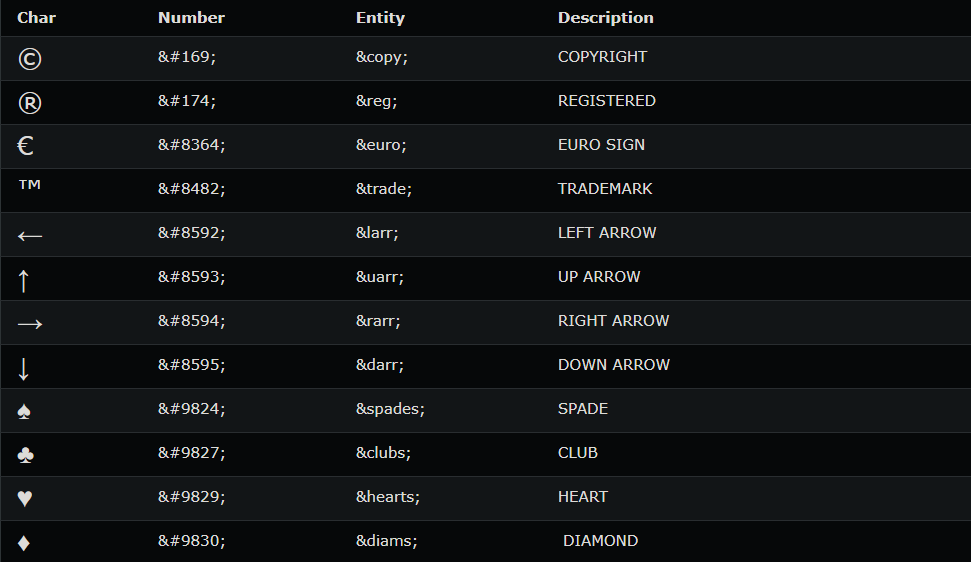 Char Number Entity Description
© &#169; &copy; COPYRIGHT
® &#174; &reg; REGISTERED
€ &#8364; &euro; EURO SIGN
™ &#8482; &trade; TRADEMARK
← &#8592; &larr; LEFT ARROW
↑ &#8593; &uarr; UP ARROW
→ &#8594; &rarr; RIGHT ARROW
↓ &#8595; &darr; DOWN ARROW
♠ &#9824; &spades; SPADE
♣ &#9827; &clubs; CLUB
♥ &#9829; &hearts; HEART
♦ &#9830; &diams; DIAMOND